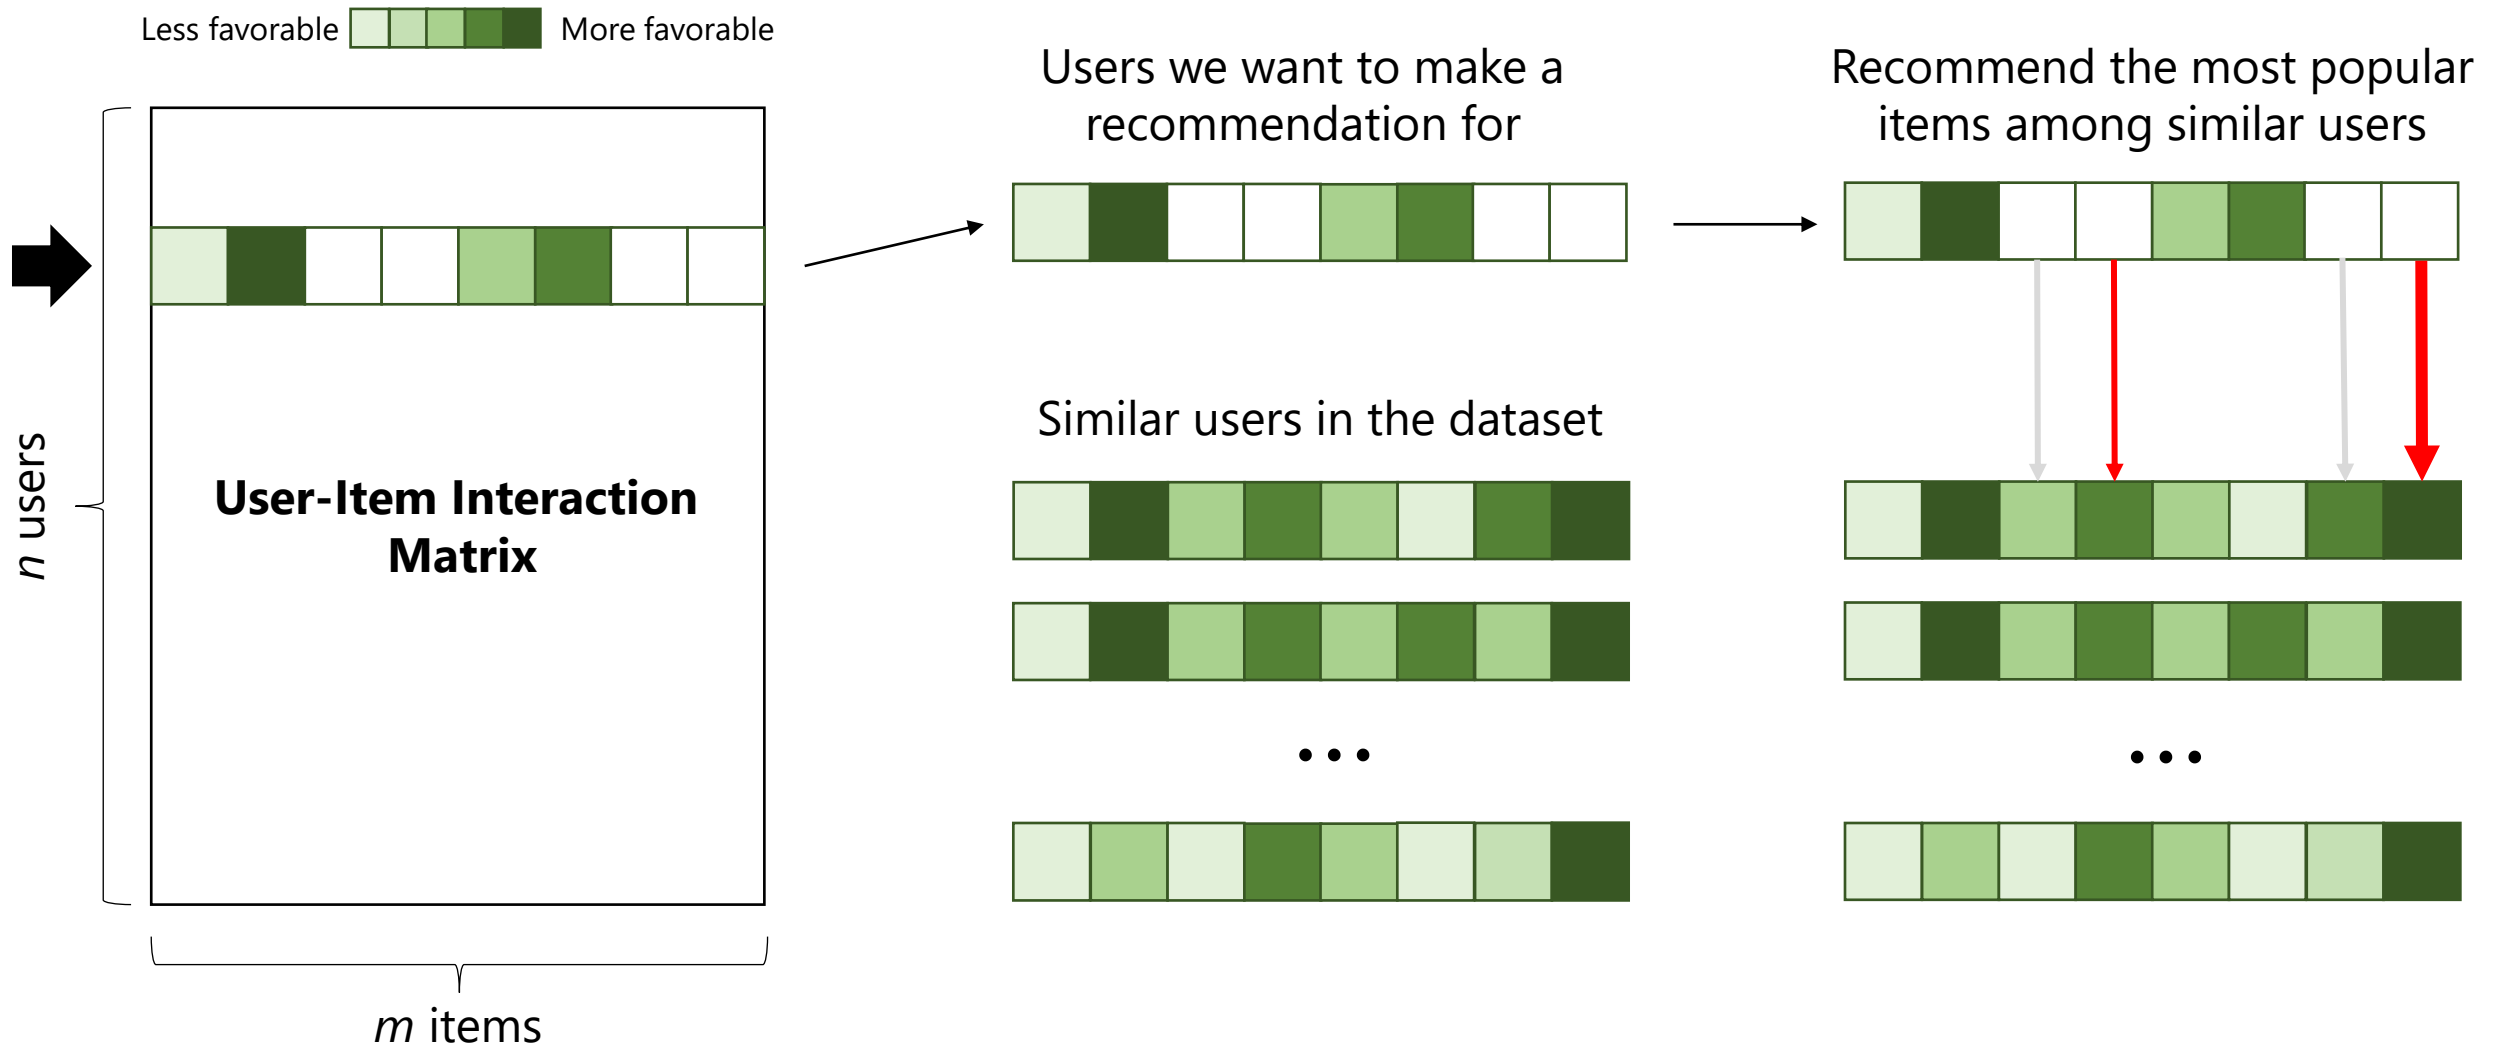 Less favorable
More favorable
n users
User-Item Interaction
Matrix
m items
Users we want to make a
recommendation for
Similar users in the dataset
...
Recommend the most popular
items among similar users
...